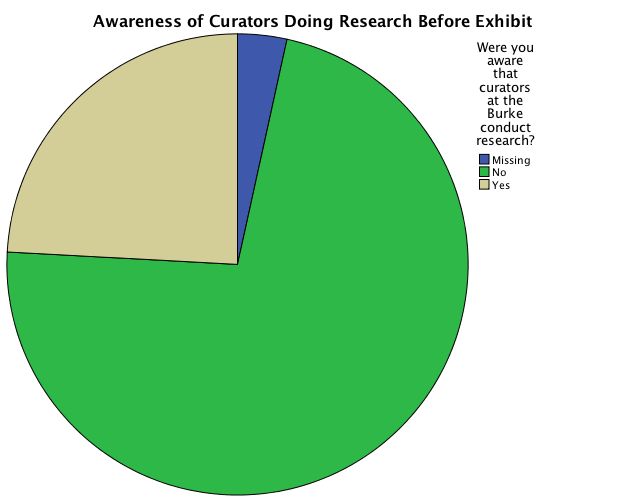 Awareness of Curators Doing Research Before Exhibit
Were you
aware
that
curators
at the
Burke
conduct
research?
Missing
No
Yes